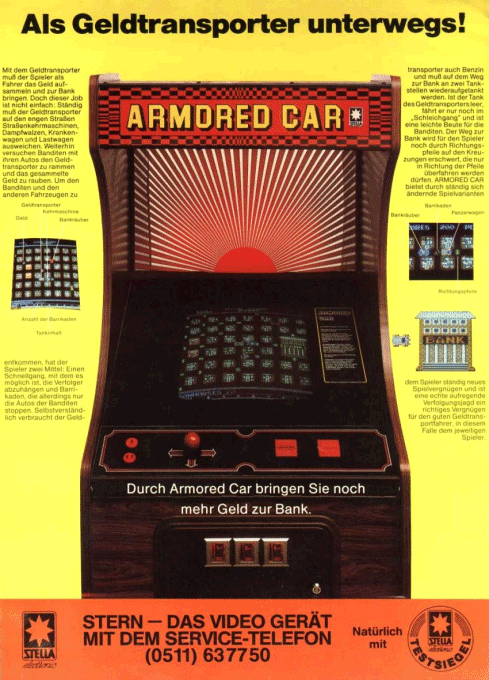 Als Geldtransporter unterwegs!
Mit dem Geldtransporter
muß der Spieler als
Fahrer das Geld auf-
sammeln und zur Bank
bringen. Doch dieser Job
ist nicht einfach: Ständig
muß der Geldtransporter
auf den engen Straßen
Straßenkehrmaschinen,
Dampfwalzen, Kranken-
wagen und Lastwagen
ausweichen. Weiterhin
versuchen Banditen mit
ihren Autos den Geld-
transporter zu rammen
und das gesammelte
Geld zu rauben. Um den
Banditen und den
anderen Fahrzeugen zu
Geldtransporter
Kehrmaschine
Geld
Bankräuber
Anzahl der Barrikaden
Tankinhalt
entkommen, hat der
Spieler zwei Mittel: Einen
Schnellgang, mit dem es
möglich ist, die Verfolger
abzuhängen und Barri-
kaden, die allerdings nur
die Autos der Banditen
stoppen. Selbstverständ-
lich verbraucht der Geld-
transporter auch Benzin
und muß auf dem Weg
zur Bank an zwei Tank-
stellen wiederaufgetankt
werden. Ist der Tank
des Geldtransporters leer,
fährt er nur noch im
„Schleichgang" und ist
eine leichte Beute für die
Banditen. Der Weg zur
Bank wird für den Spieler
noch durch Richtungs-
pfeile auf den Kreu-
zungen erschwert, die nur
in Richtung der Pfeile
überfahren werden
dürfen. ARMORED CAR
bietet durch ständig sich
ändernde Spielvarianten
Barrikaden
Bankräuber
Panzerwagen
200
Richtungspfeile
BANK
dem Spieler ständig neues
Spielvergnügen und ist
eine echte aufregende
Verfolgungsjagd ein
richtiges Vergnügen
für den guten Geldtrans-
portfahrer, in diesem
Falle dem jeweiligen
Spieler.
ARMORED CAR
Durch Armored Car bringen Sie noch
mehr Geld zur Bank.
STELLA
electronic
STERN — DAS VIDEO GERÄT
MIT DEM SERVICE-TELEFON
(0511) 637750
Natürlich
mit
STELLA
electronic
TESTSIEGEL